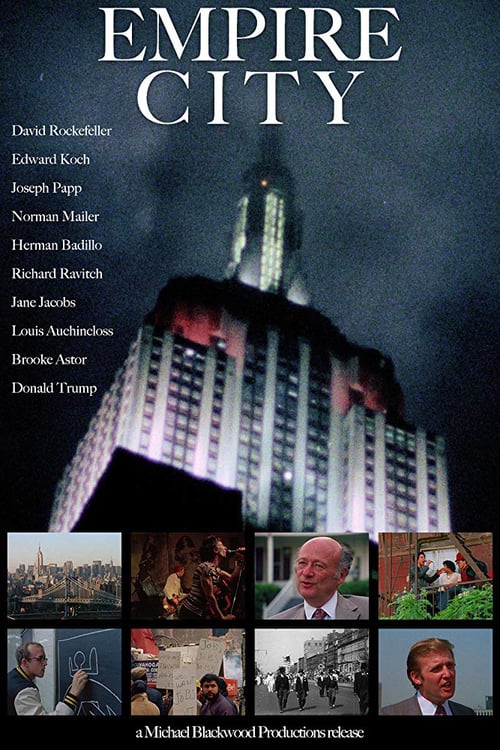 EMPIRE
CITY
David Rockefeller
Edward Koch
Joseph Papp
Norman Mailer
Herman Badillo
Richard Ravitch
Jane Jacobs
Louis Auchincloss
Brooke Astor
Donald Trump
a Michael Blackwood Productions release